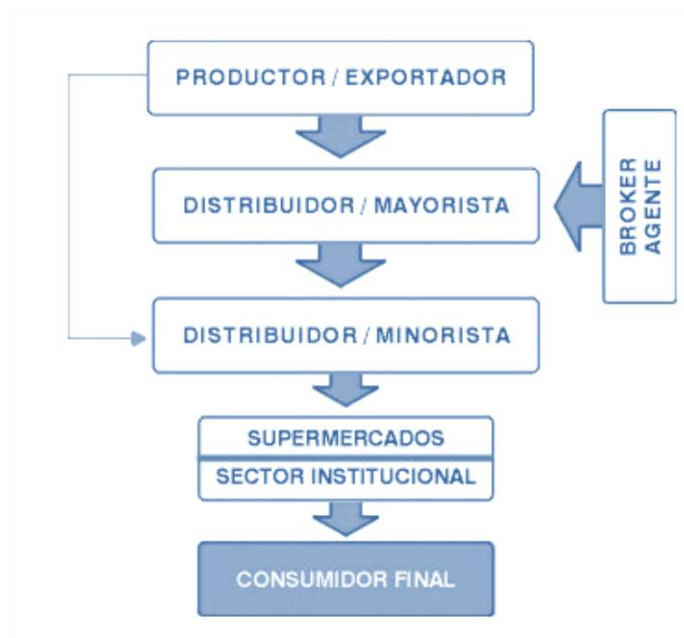 PRODUCTOR / EXPORTADOR
DISTRIBUIDOR / MAYORISTA
BROKER
AGENTE
DISTRIBUIDOR / MINORISTA
SUPERMERCADOS
SECTOR INSTITUCIONAL
CONSUMIDOR FINAL